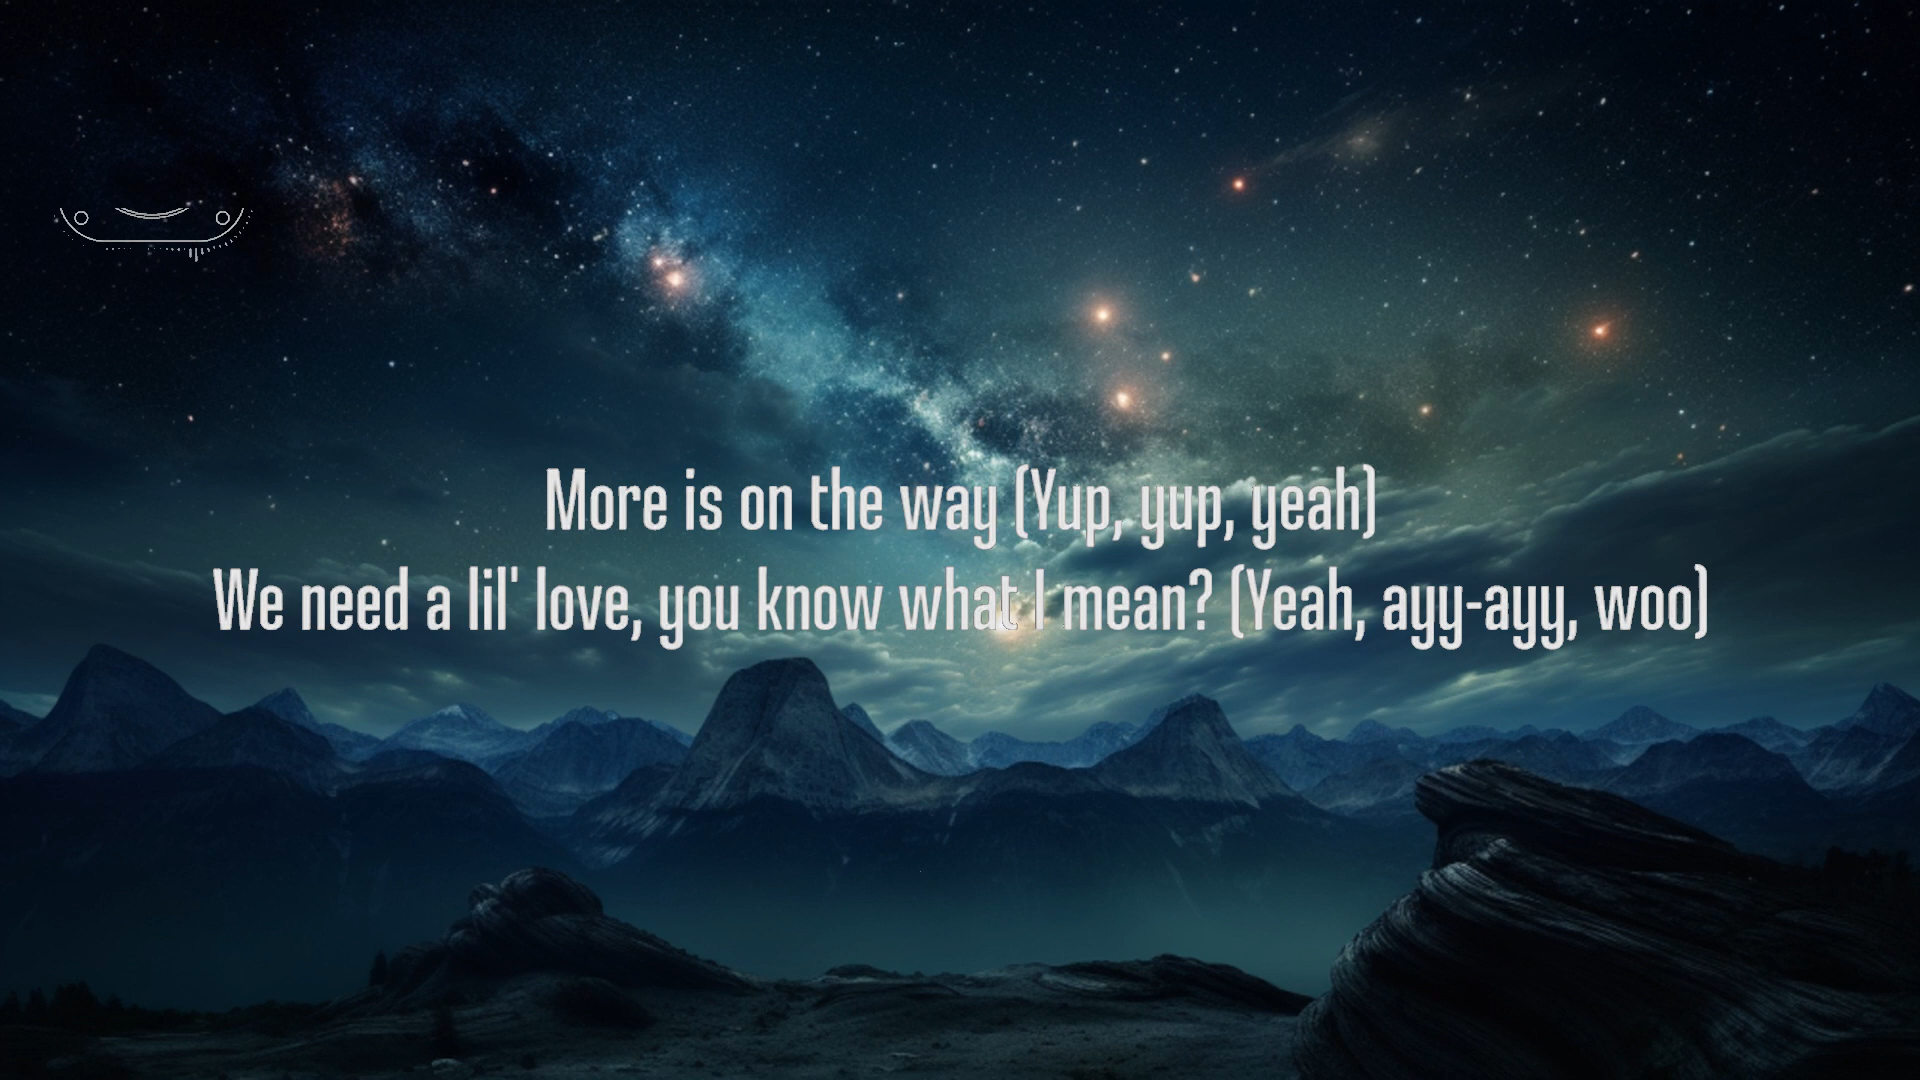 More is on the way (Yup, yup, yeah)
We need a lil' love, you know what I mean? (Yeah, ayy-ayy, woo)